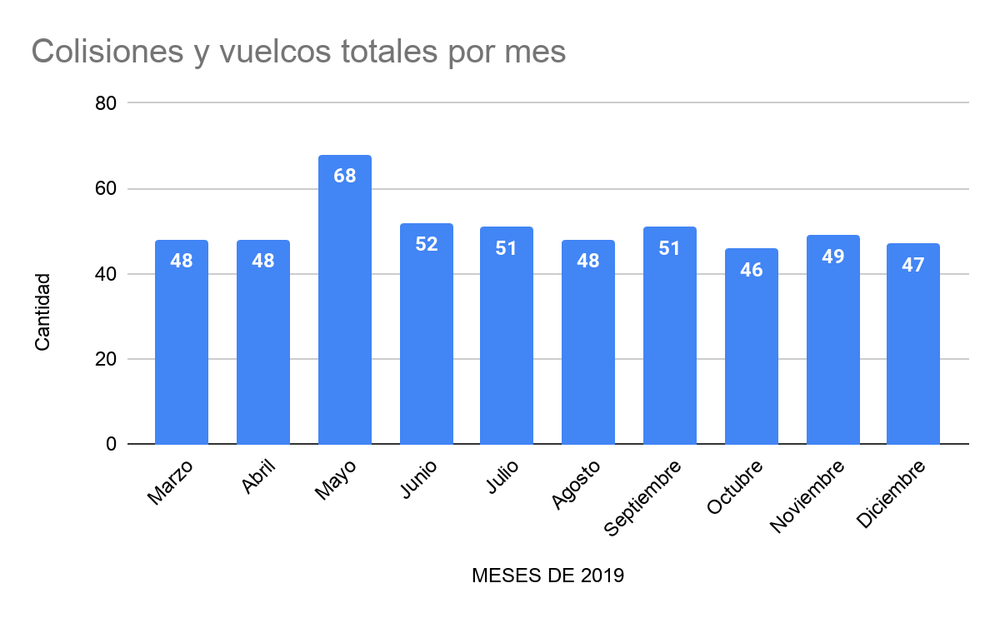 Colisiones y vuelcos totales por mes
80
60
40
20
0
Cantidad
48
48
68
52
51
48
51
46
49
47
Marzo
Abril
Mayo
Junio
Julio
Agosto
Septiembre
Octubre
Noviembre
Diciembre
MESES DE 2019